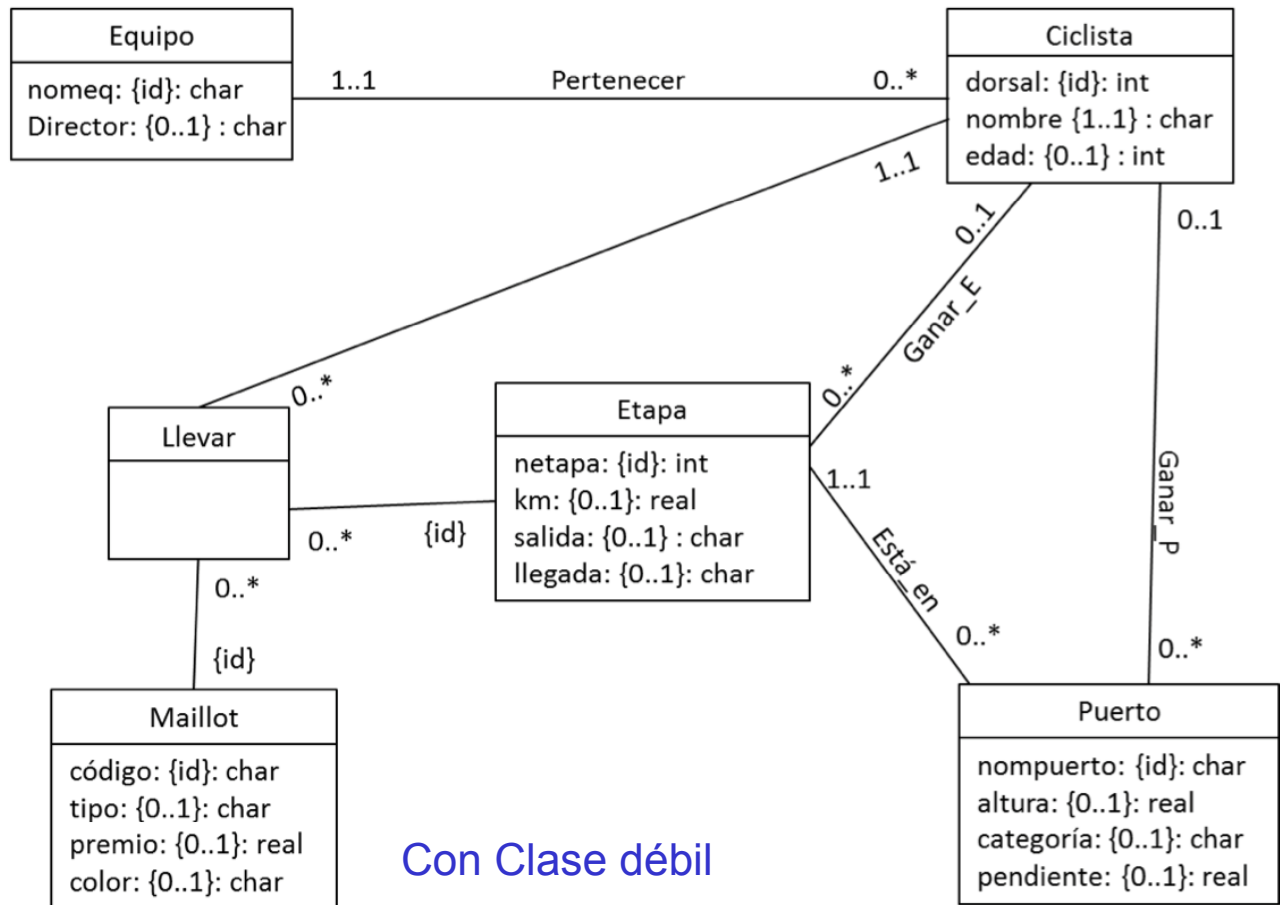 Equipo
nomeq: {id}: char
Director: {0..1} : char
1..1
Pertenecer
0..*
Ciclista
dorsal: {id}: int
nombre {1..1} : char
edad: {0..1} : int
1..1
0..*
0..1
Ganar_E
0..*
0..1
Ganar_P
0..*
Llevar
0..*
{id}
Etapa
netapa: {id}: int
km: {0..1}: real
salida: {0..1} : char
llegada: {0..1}: char
1..1
Está_en
0..*
0..*
{id}
Maillot
código: {id}: char
tipo: {0..1}: char
premio: {0..1}: real
color: {0..1}: char
Con Clase débil
Puerto
nompuerto: {id}: char
altura: {0..1}: real
categoría: {0..1}: char
pendiente: {0..1}: real